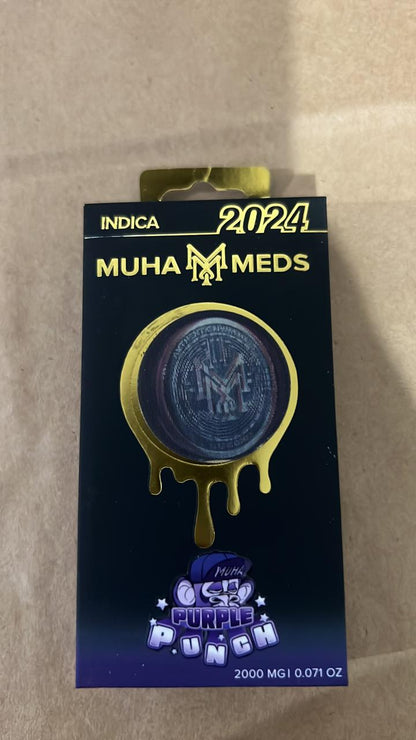 INDICA
2024
MUHA MEDS
MUHA
PURPLE
PUNCH
2000 MG| 0.071 OZ